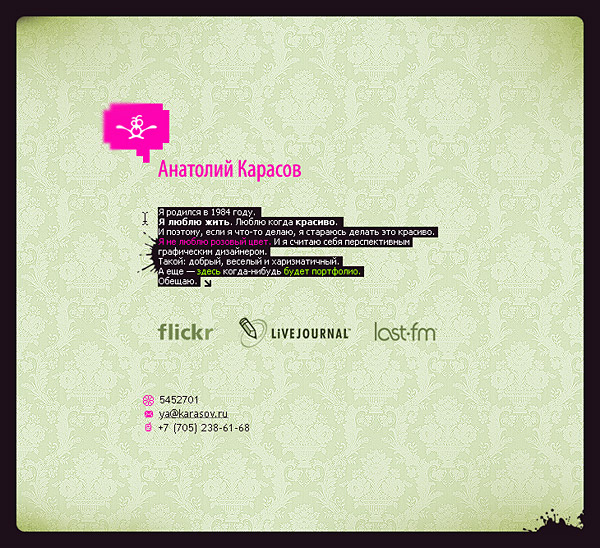 Анатолий Карасов
Я родился в 1984 году.
Я люблю жить. Люблю когда красиво.
И поэтому, если я что-то делаю, я стараюсь делать это красиво.
Я не люблю розовый цвет. И я считаю себя перспективным
графическим дизайнером.
Такой: добрый, веселый и харизматичный.
А еще — здесь когда-нибудь будет портфолио.
Обещаю.
flickr LIVEJOURNAL last.fm
5452701
ya@karasov.ru
+7 (705) 238-61-68